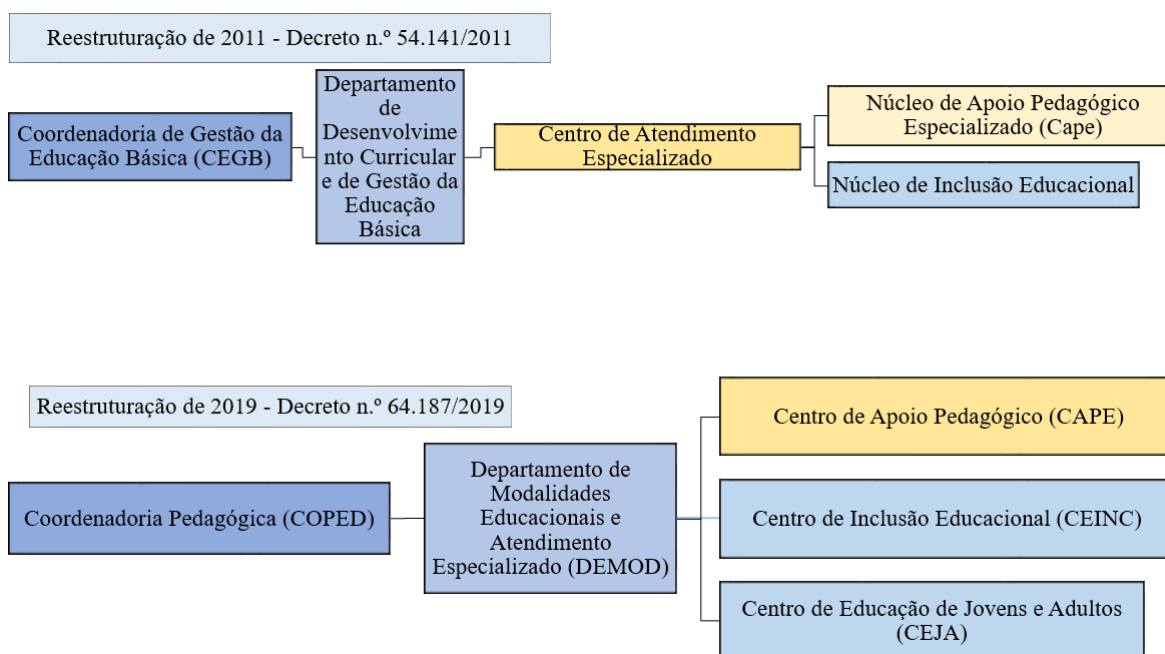 Reestruturação de 2011 - Decreto n.º 54.141/2011
Coordenadoria de Gestão da
Educação Básica (CEGB)
Departamento
de
Desenvolvime
nto Curricular
e de Gestão da
Educação
Básica
Centro de Atendimento
Especializado
Núcleo de Apoio Pedagógico
Especializado (Cape)
Núcleo de Inclusão Educacional
Reestruturação de 2019 - Decreto n.º 64.187/2019
Coordenadoria Pedagógica (COPED)
Departamento de
Modalidades
Educacionais e
Atendimento
Especializado (DEMOD)
Centro de Apoio Pedagógico (CAPE)
Centro de Inclusão Educacional (CEINC)
Centro de Educação de Jovens e Adultos
(CEJA)